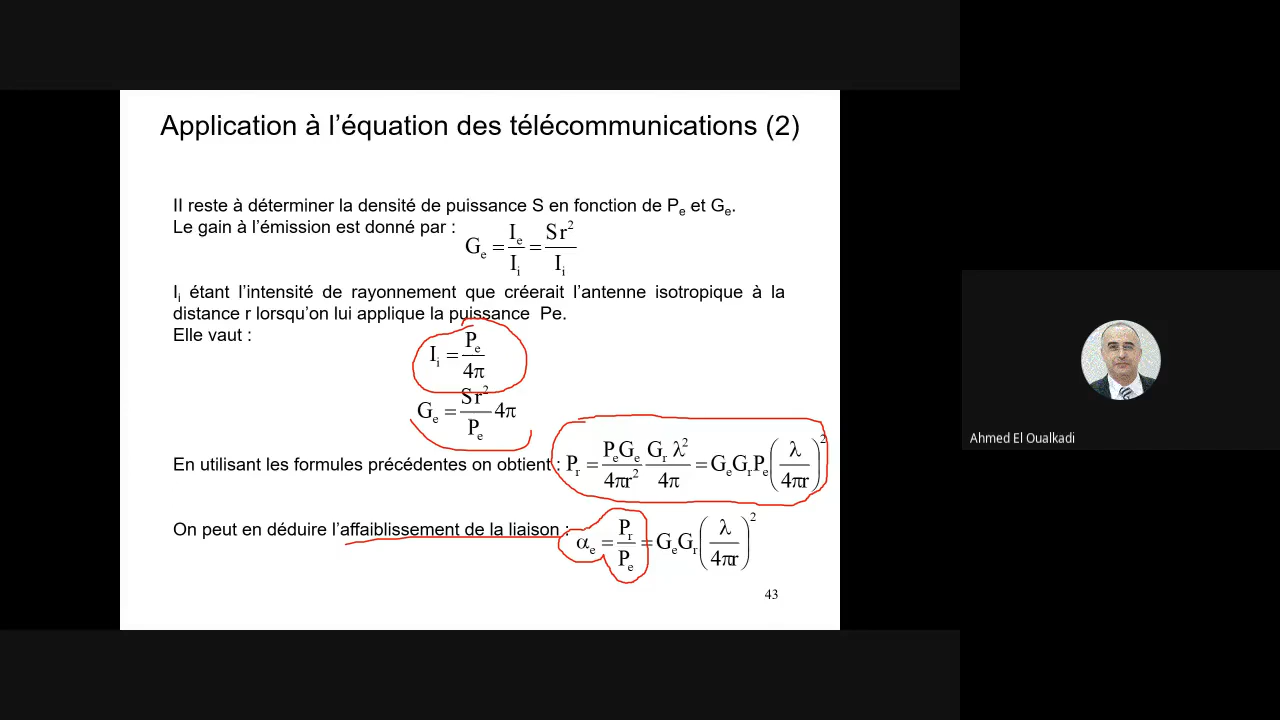 Application à l'équation des télécommunications (2)
Il reste à déterminer la densité de puissance S en fonction de Pₑ et Gₑ.
Le gain à l'émission est donné par :
Gₑ = Iₑ/Iᵢ = Sr²/Iᵢ
Iᵢ étant l'intensité de rayonnement que créerait l'antenne isotropique à la
distance r lorsqu'on lui applique la puissance Pe.
Elle vaut :
Iᵢ = Pₑ/4π
Gₑ = (Sr²/Pₑ) 4π
En utilisant les formules précédentes on obtient : Pᵣ = (PₑGₑ/4πr²) (Gᵣλ²/4π) = GₑGᵣPₑ(λ/4πr)²
On peut en déduire l'affaiblissement de la liaison : αₑ = Pᵣ/Pₑ = GₑGᵣ(λ/4πr)²
43
Ahmed El Oualkadi